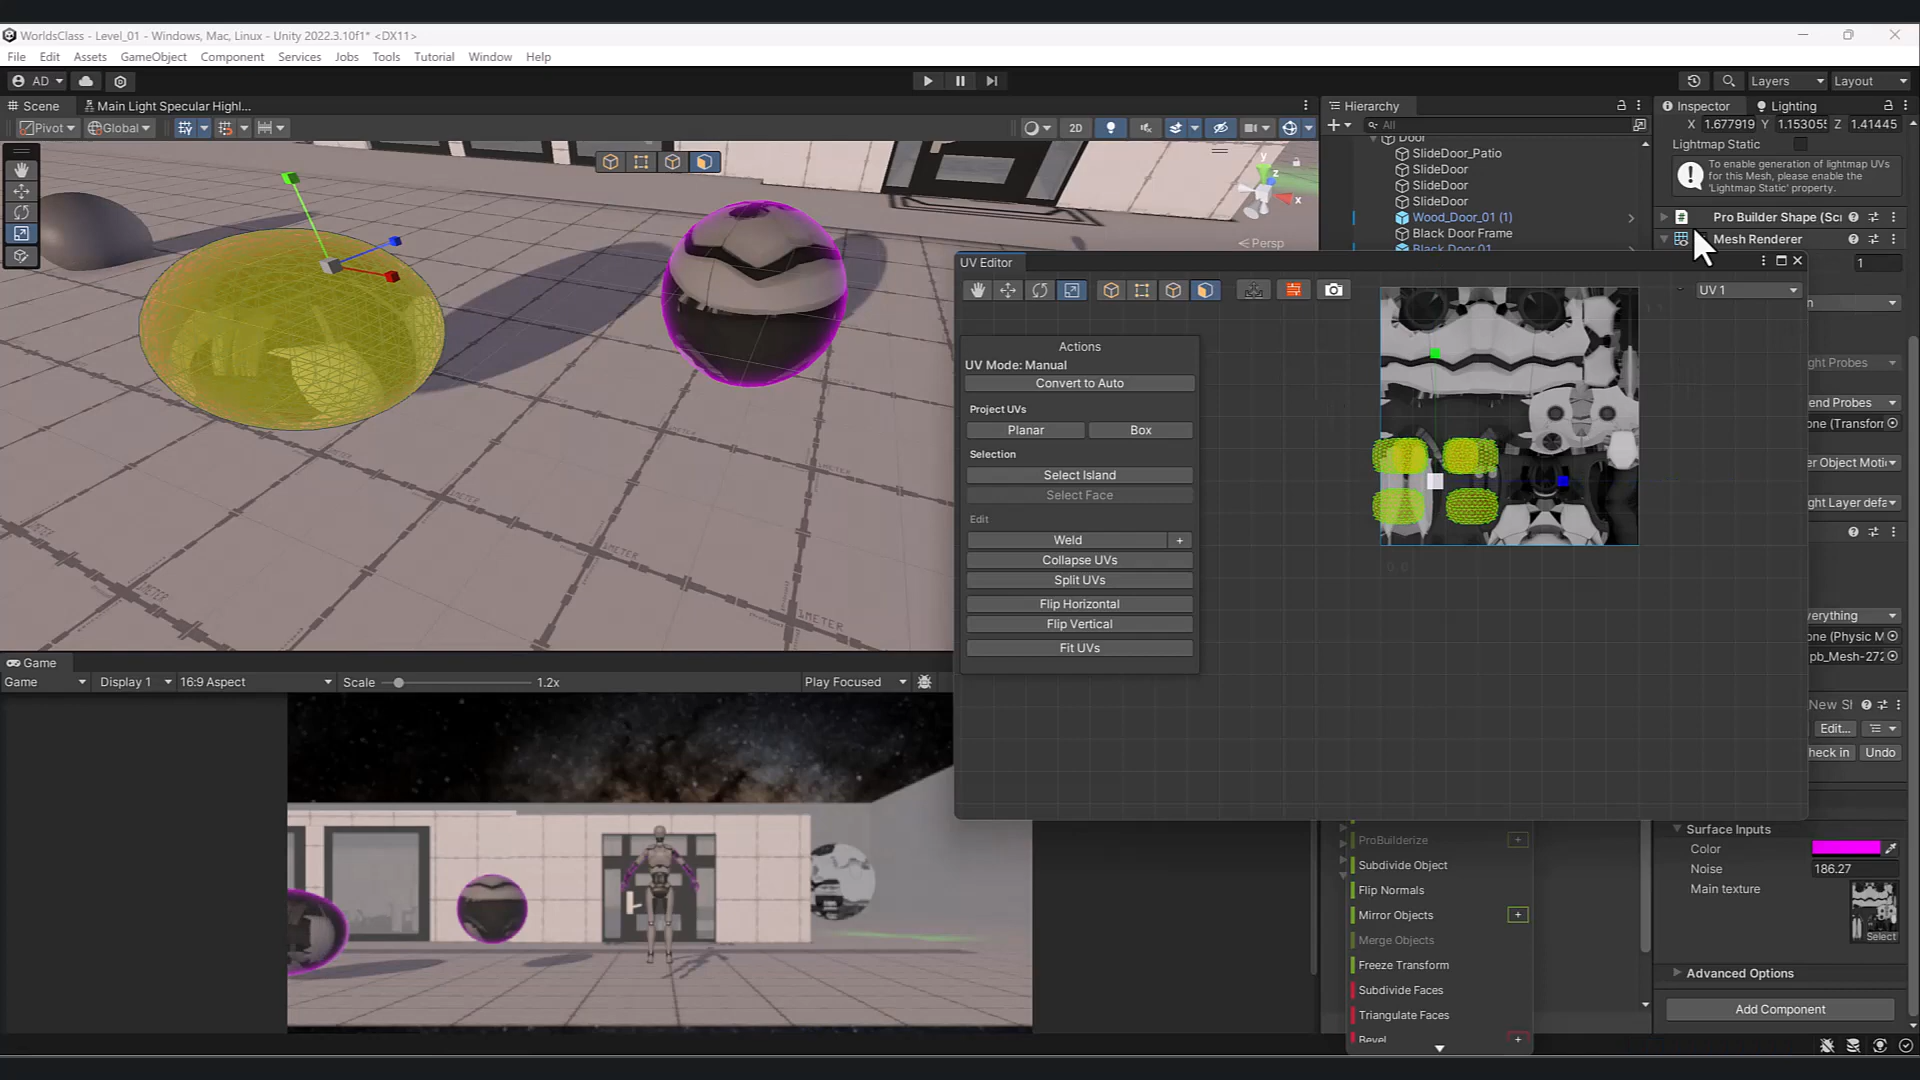 WorldsClass - Level_01 - Windows, Mac, Linux - Unity 2022.3.10f1* <DX11>
File Edit Assets GameObject Component Services Jobs Tools Tutorial Window Help
AD Layers Layout
Scene Main Light Specular Highl... Hierarchy Inspector Lighting
Pivot Global 2D All
X 1.677919 Y 1.153055 Z 1.41445
Lightmap Static
To enable generation of lightmap UVs
for this Mesh, please enable the
'Lightmap Static' property.
Door
SlideDoor_Patio
SlideDoor
SlideDoor
SlideDoor
Wood_Door_01 (1)
Black Door Frame
Black Door 01
Pro Builder Shape (Scr
Mesh Renderer
1
y
z
x
Persp
UV Editor
UV 1
Actions
UV Mode: Manual
Convert to Auto
Project UVs
Planar Box
Selection
Select Island
Select Face
Edit
Weld +
Collapse UVs
Split UVs
Flip Horizontal
Flip Vertical
Fit UVs
0, 0
ght Probes
end Probes
one (Transform
er Object Motic
ght Layer defa
verything
one (Physic M
pb_Mesh-272
New Sl
Edit...
heck in Undo
1METER
1METER
1METER
Game
Game Display 1 16:9 Aspect Scale 1.2x Play Focused
ProBuilderize +
Subdivide Object
Flip Normals
Mirror Objects +
Merge Objects
Freeze Transform
Subdivide Faces
Triangulate Faces
Bevel +
Surface Inputs
Color
Noise 186.27
Main texture
Select
Advanced Options
Add Component